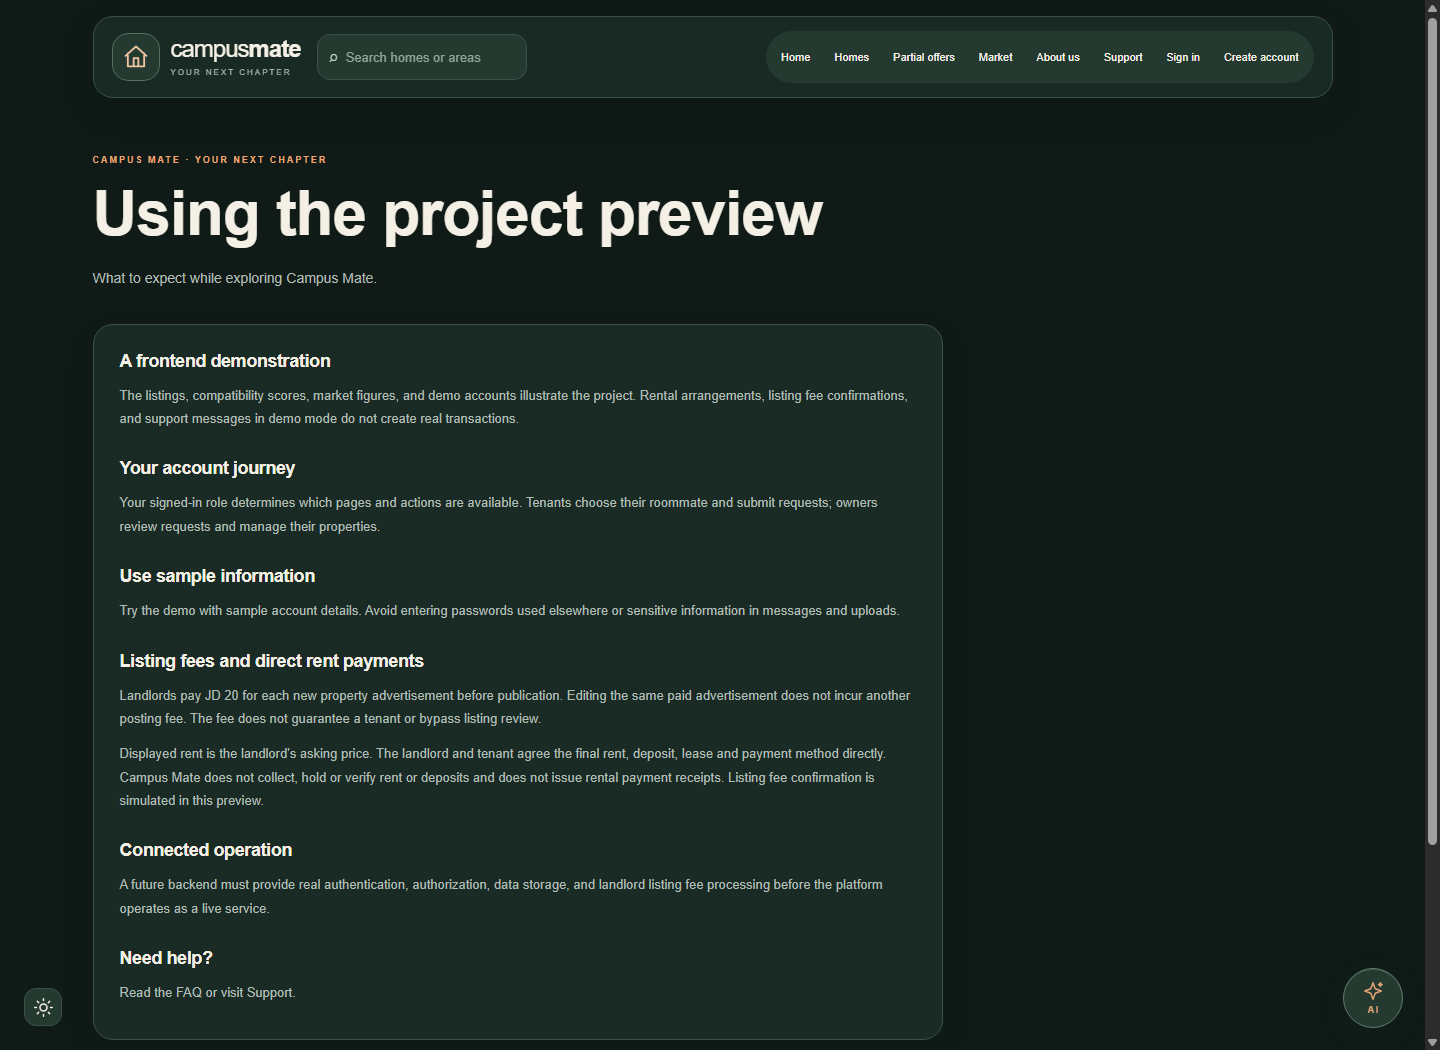 campusmate
YOUR NEXT CHAPTER
Search homes or areas
Home
Homes
Partial offers
Market
About us
Support
Sign in
Create account
CAMPUS MATE · YOUR NEXT CHAPTER
Using the project preview
What to expect while exploring Campus Mate.
A frontend demonstration
The listings, compatibility scores, market figures, and demo accounts illustrate the project. Rental arrangements, listing fee confirmations,
and support messages in demo mode do not create real transactions.
Your account journey
Your signed-in role determines which pages and actions are available. Tenants choose their roommate and submit requests; owners
review requests and manage their properties.
Use sample information
Try the demo with sample account details. Avoid entering passwords used elsewhere or sensitive information in messages and uploads.
Listing fees and direct rent payments
Landlords pay JD 20 for each new property advertisement before publication. Editing the same paid advertisement does not incur another
posting fee. The fee does not guarantee a tenant or bypass listing review.
Displayed rent is the landlord's asking price. The landlord and tenant agree the final rent, deposit, lease and payment method directly.
Campus Mate does not collect, hold or verify rent or deposits and does not issue rental payment receipts. Listing fee confirmation is
simulated in this preview.
Connected operation
A future backend must provide real authentication, authorization, data storage, and landlord listing fee processing before the platform
operates as a live service.
Need help?
Read the FAQ or visit Support.
AI